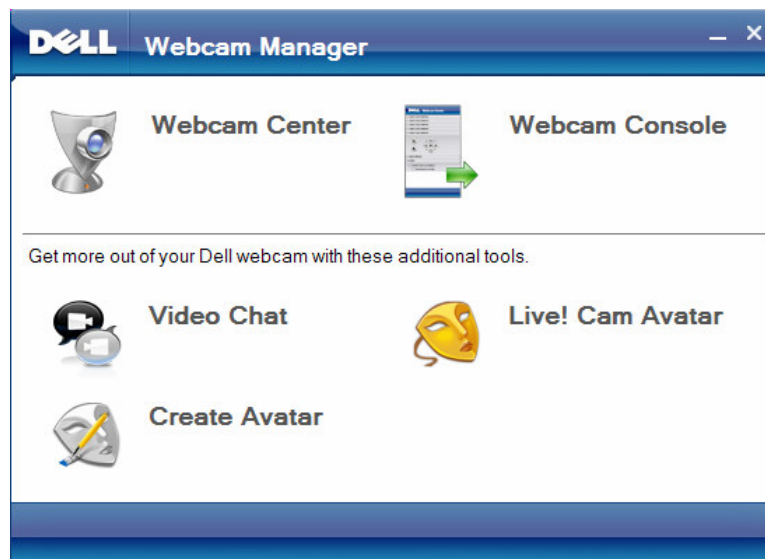 DELL Webcam Manager
Webcam Center
Webcam Console
Get more out of your Dell webcam with these additional tools.
Video Chat
Live! Cam Avatar
Create Avatar